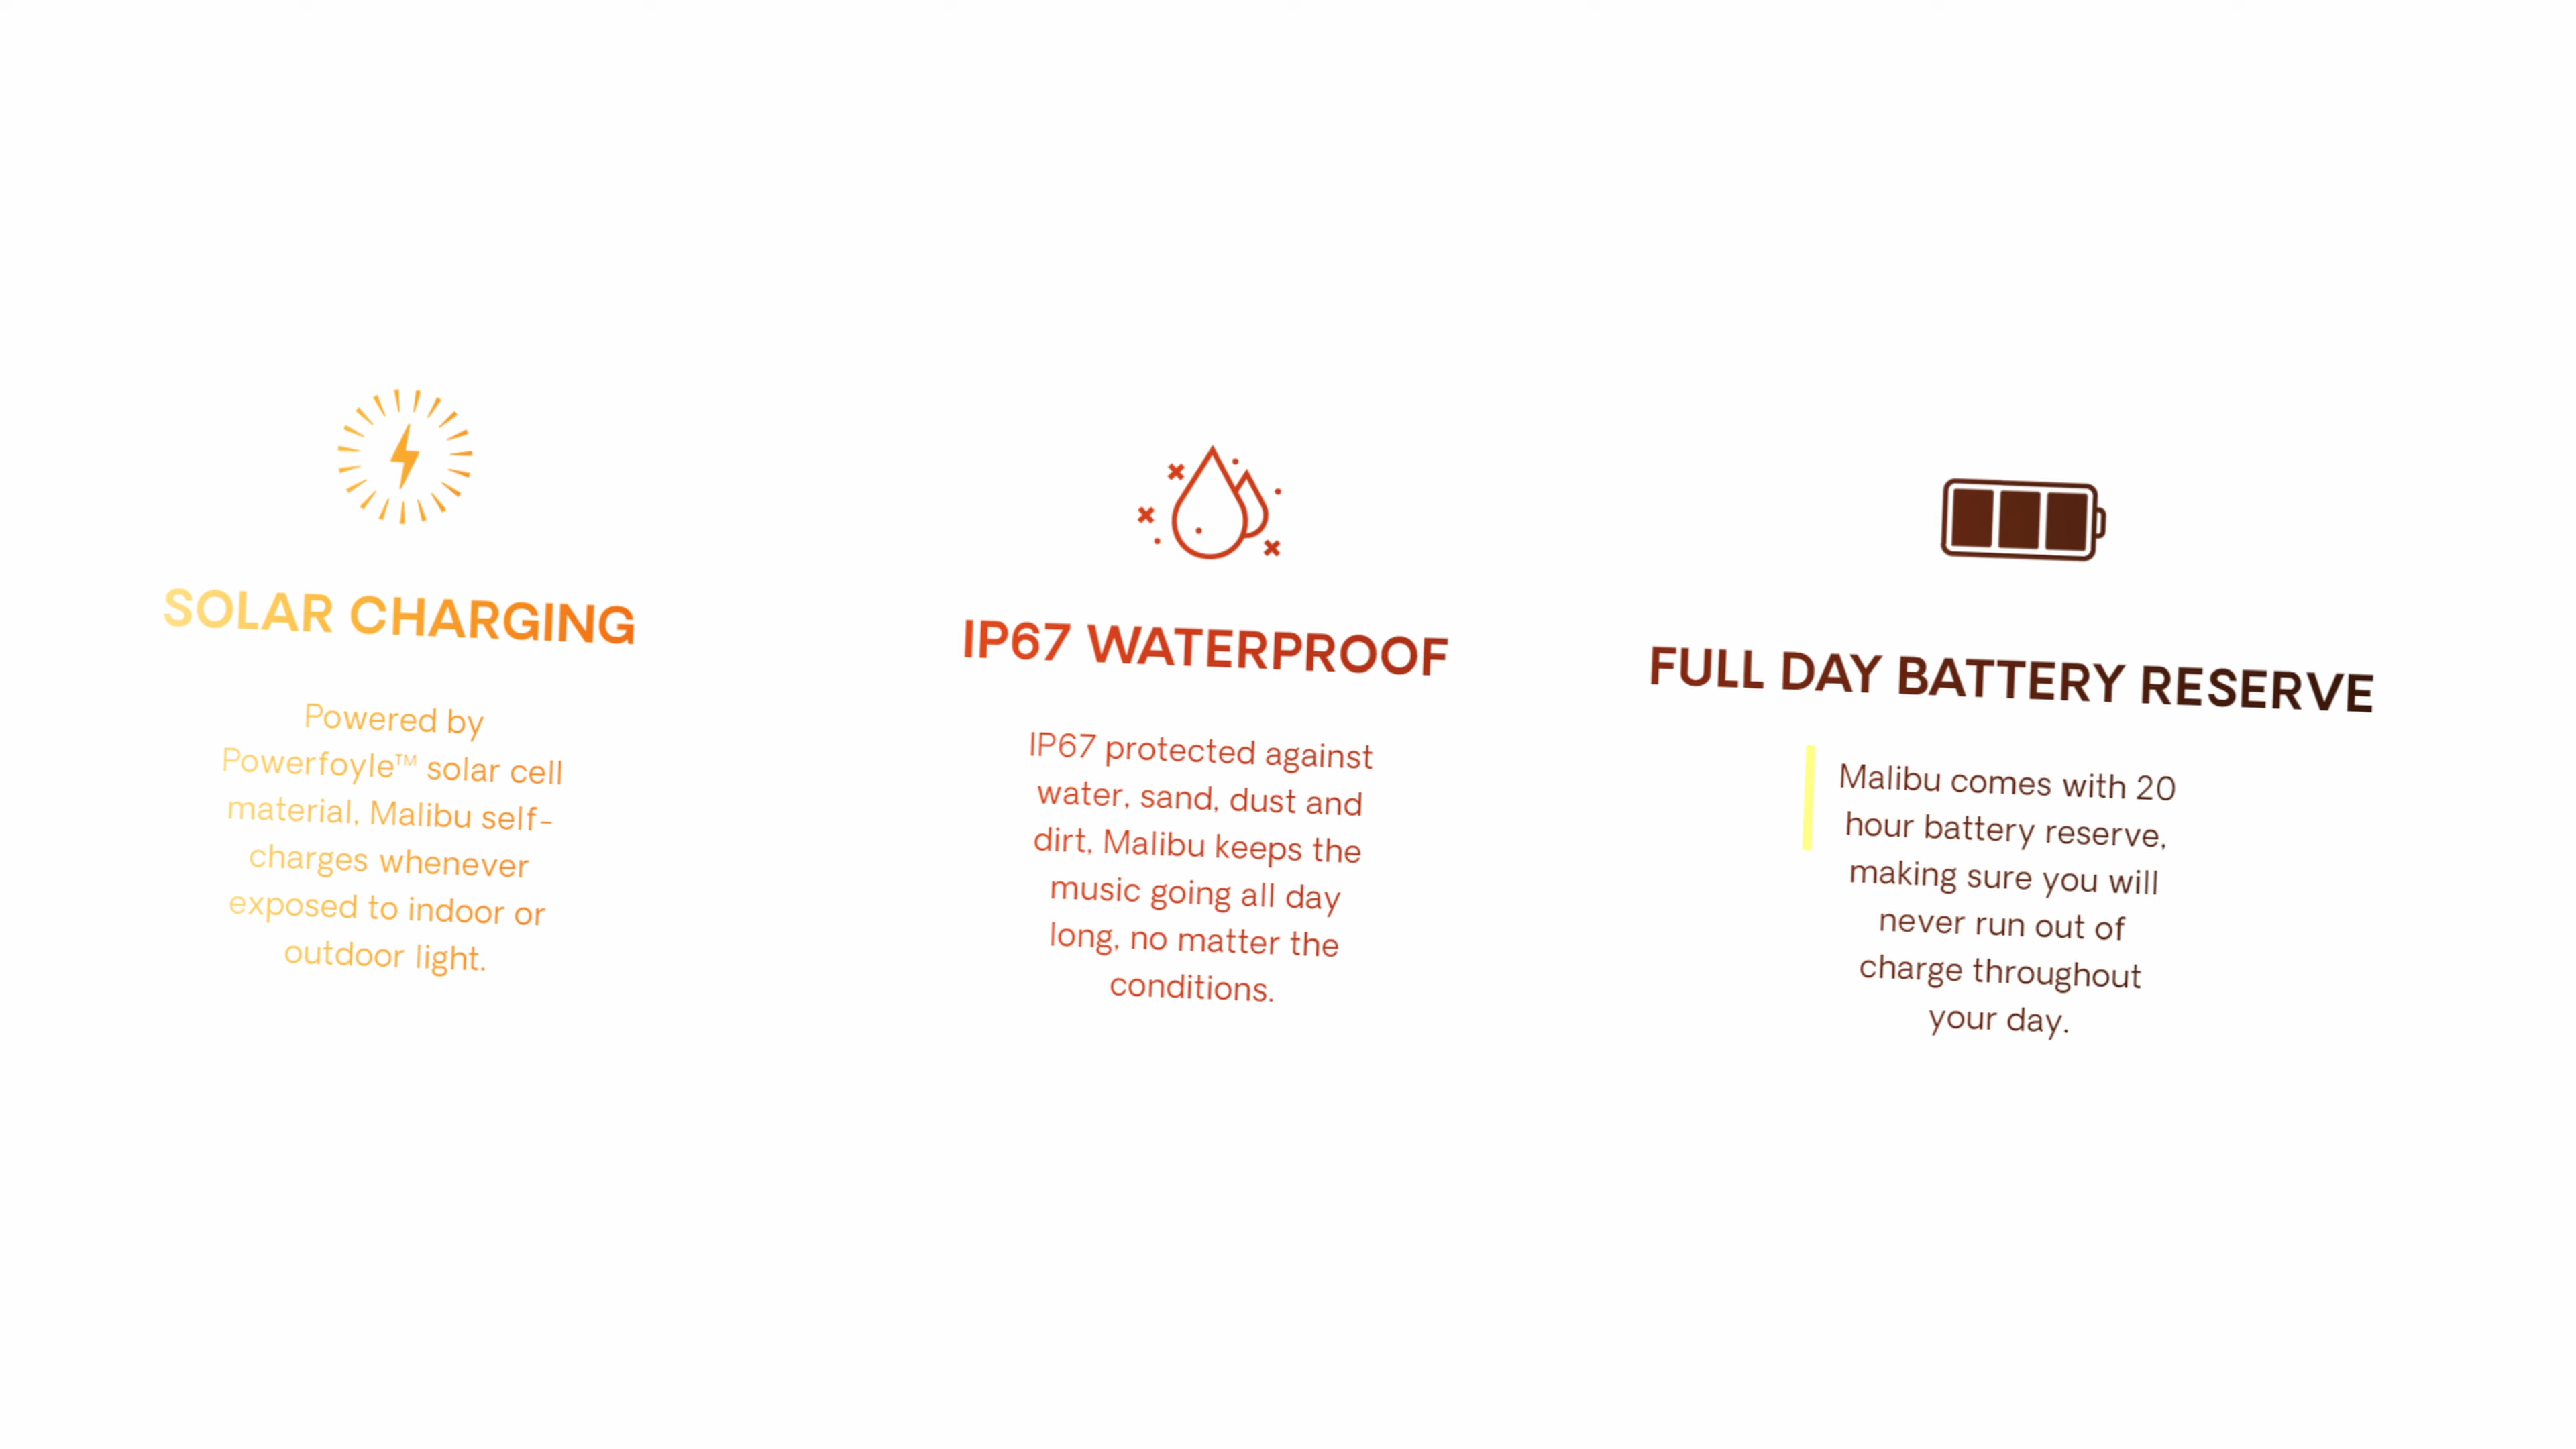 SOLAR CHARGING
Powered by
Powerfoyle™ solar cell
material, Malibu self-
charges whenever
exposed to indoor or
outdoor light.
IP67 WATERPROOF
IP67 protected against
water, sand, dust and
dirt, Malibu keeps the
music going all day
long, no matter the
conditions.
FULL DAY BATTERY RESERVE
Malibu comes with 20
hour battery reserve,
making sure you will
never run out of
charge throughout
your day.